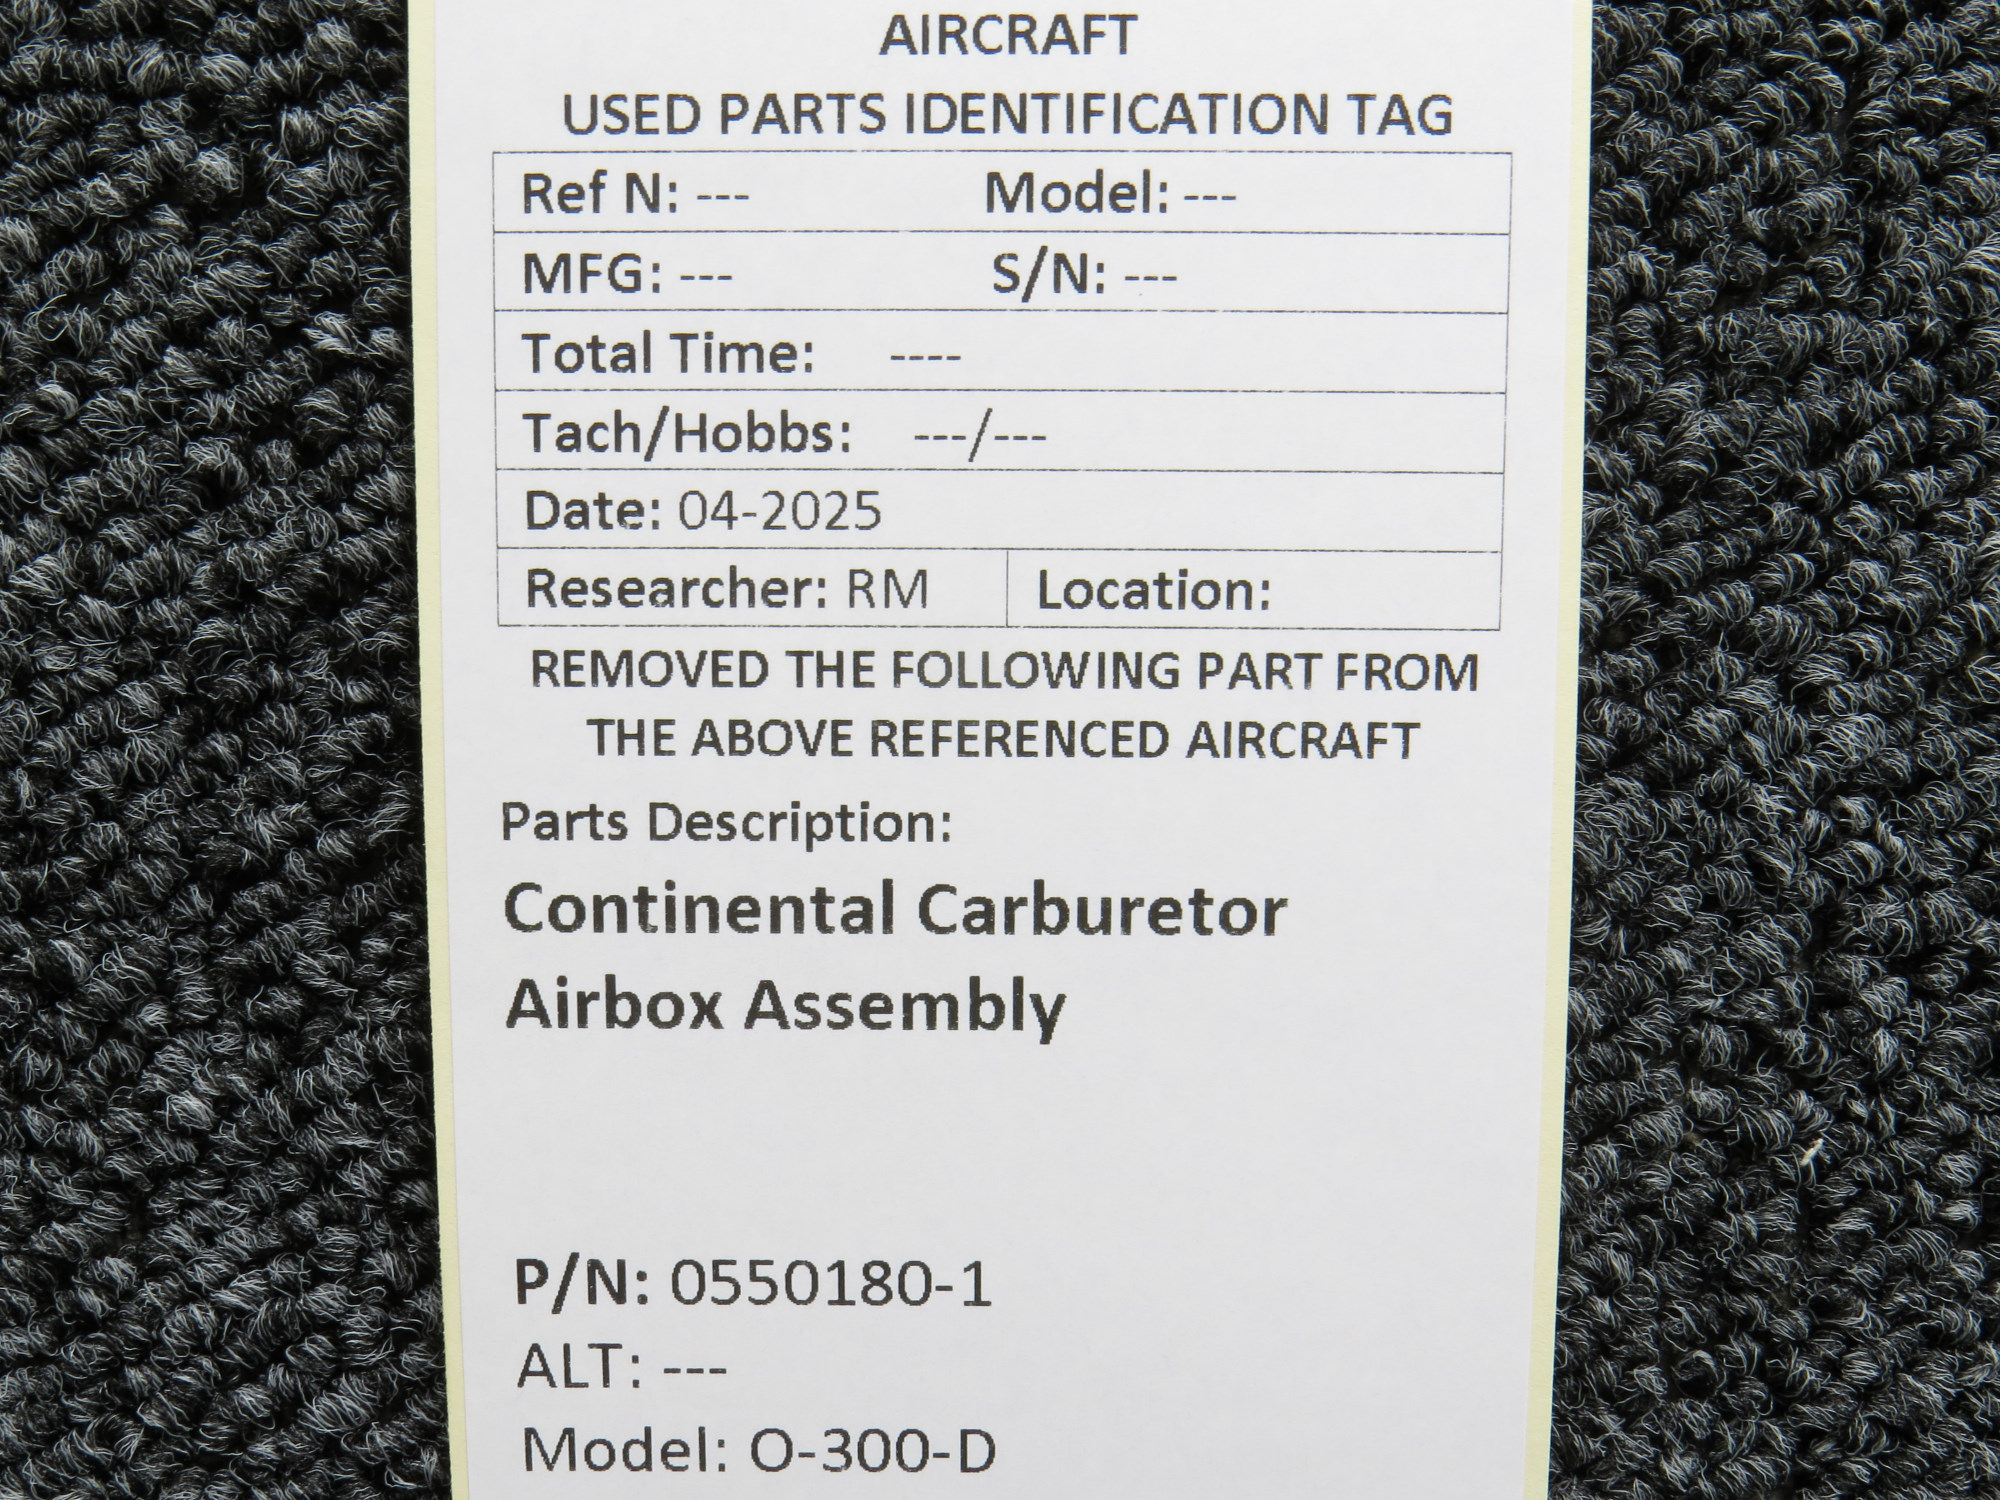 AIRCRAFT
USED PARTS IDENTIFICATION TAG
Ref N: --- Model: ---
MFG: --- S/N: ---
Total Time: ----
Tach/Hobbs: ---/---
Date: 04-2025
Researcher: RM Location:
REMOVED THE FOLLOWING PART FROM
THE ABOVE REFERENCED AIRCRAFT
Parts Description:
Continental Carburetor
Airbox Assembly
P/N: 0550180-1
ALT: ---
Model: O-300-D